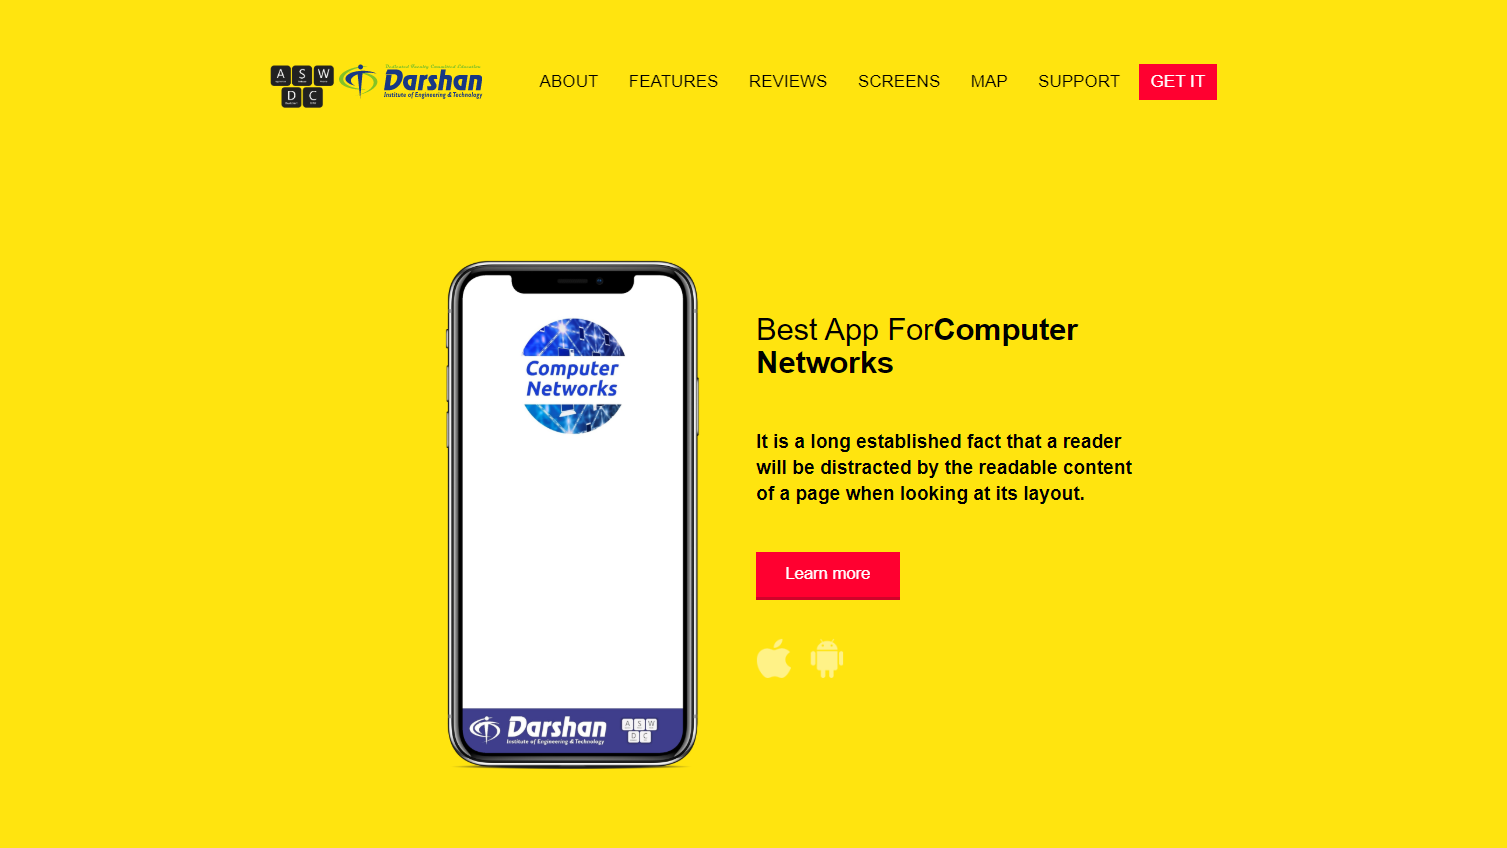 A S W
D C
Darshan
Institute of Engineering & Technology
ABOUT FEATURES REVIEWS SCREENS MAP SUPPORT GET IT
Computer
Networks
Darshan
Institute of Engineering & Technology
A S W
D C
Best App ForComputer
Networks
It is a long established fact that a reader
will be distracted by the readable content
of a page when looking at its layout.
Learn more